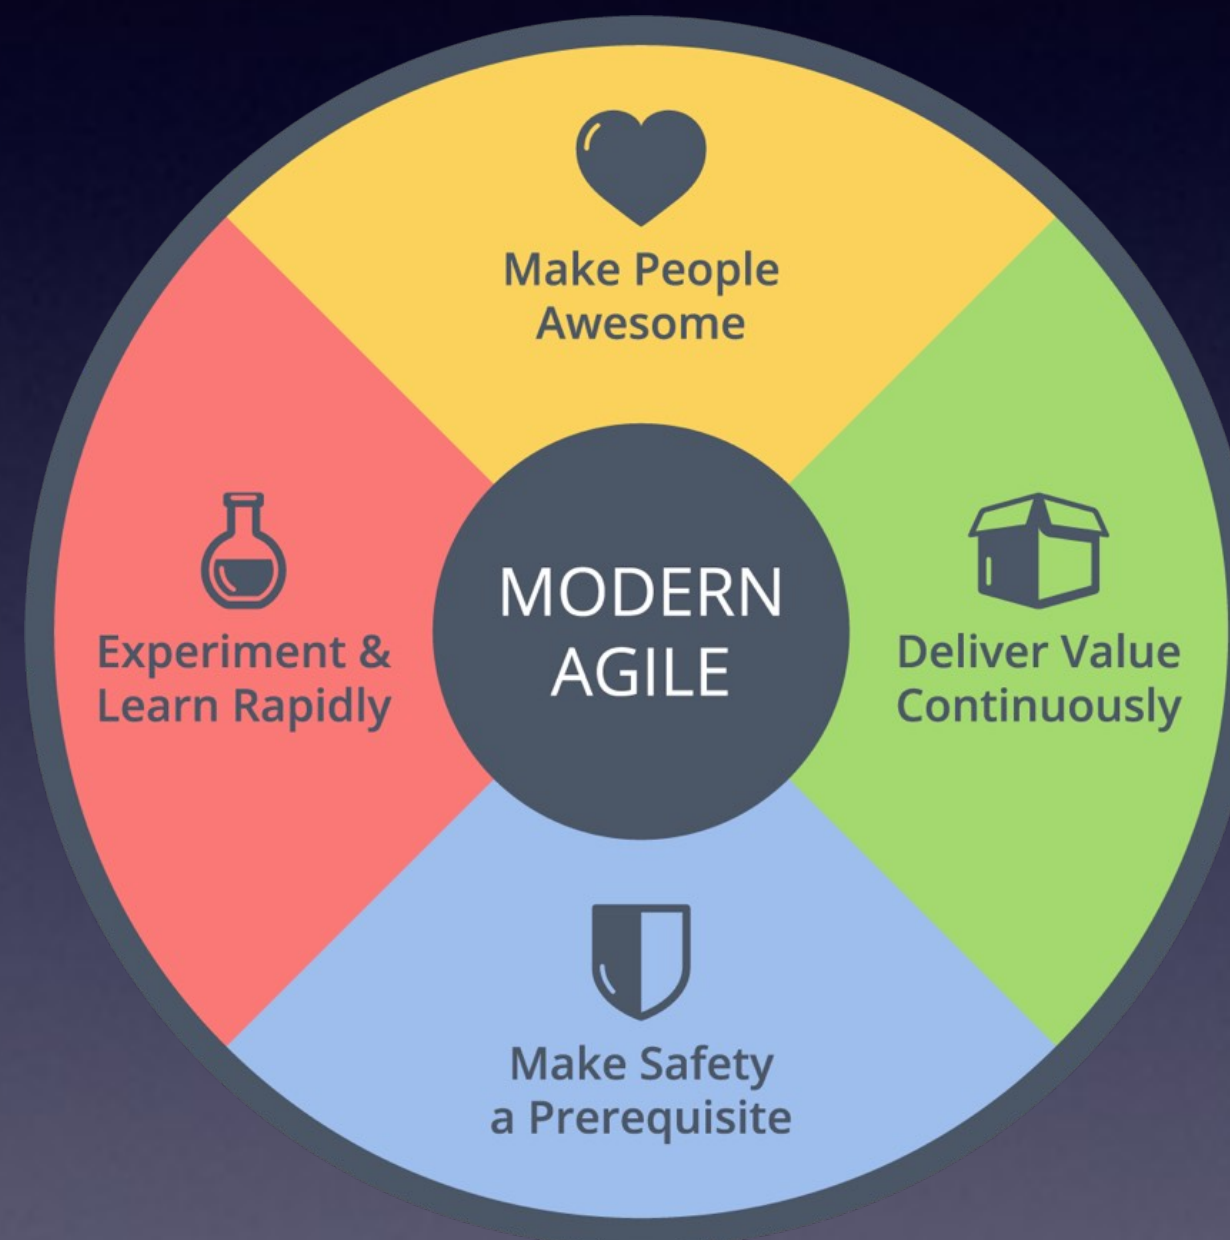 Make People
Awesome
Experiment &
Learn Rapidly
MODERN
AGILE
Deliver Value
Continuously
Make Safety
a Prerequisite